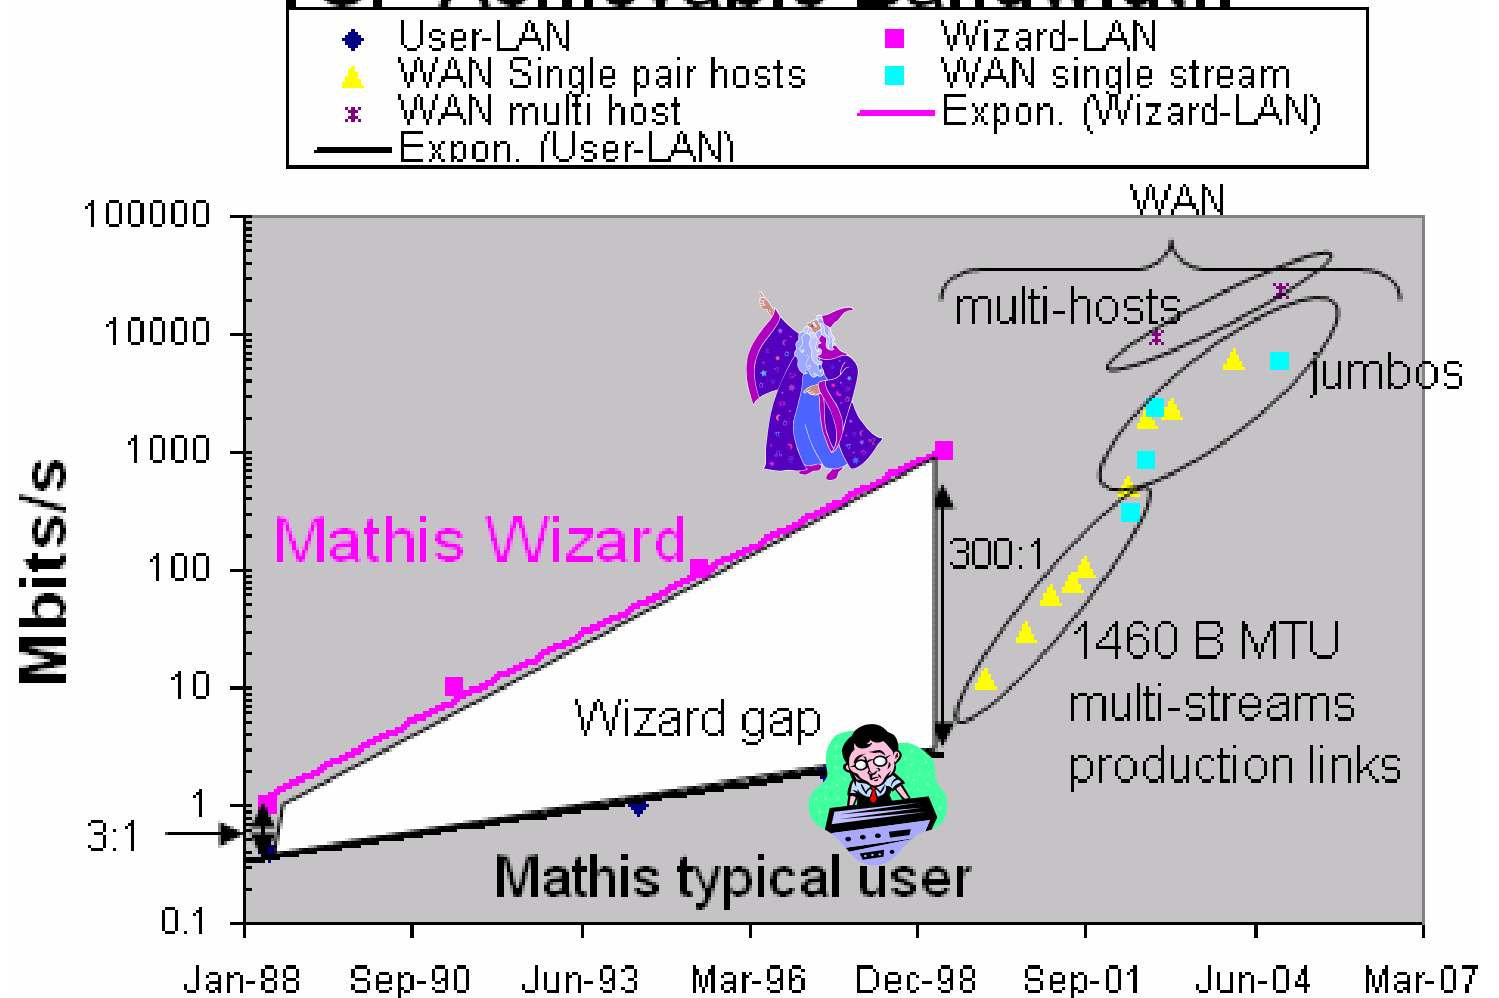 TCP Achievable Bandwidth
User-LAN
Wizard-LAN
WAN Single pair hosts
WAN single stream
WAN multi host
Expon. (Wizard-LAN)
Expon. (User-LAN)
WAN
100000
multi-hosts
10000
jumbos
1000
Mathis Wizard
300:1
100
1460 B MTU
multi-streams
production links
10
Wizard gap
1
3:1
Mathis typical user
0.1
Mbits/s
Jan-88 Sep-90 Jun-93 Mar-96 Dec-98 Sep-01 Jun-04 Mar-07